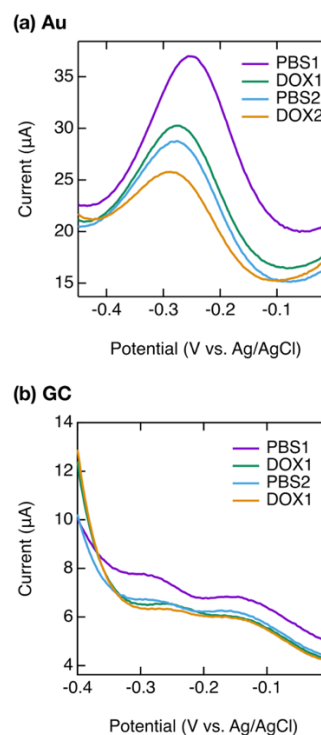 (a) Au
PBS1
DOX1
PBS2
DOX2
35
30
25
20
15
Current (µA)
-0.4
-0.3
-0.2
-0.1
Potential (V vs. Ag/AgCl)
(b) GC
PBS1
DOX1
PBS2
DOX1
14
12
10
8
6
4
Current (µA)
-0.4
-0.3
-0.2
-0.1
Potential (V vs. Ag/AgCl)